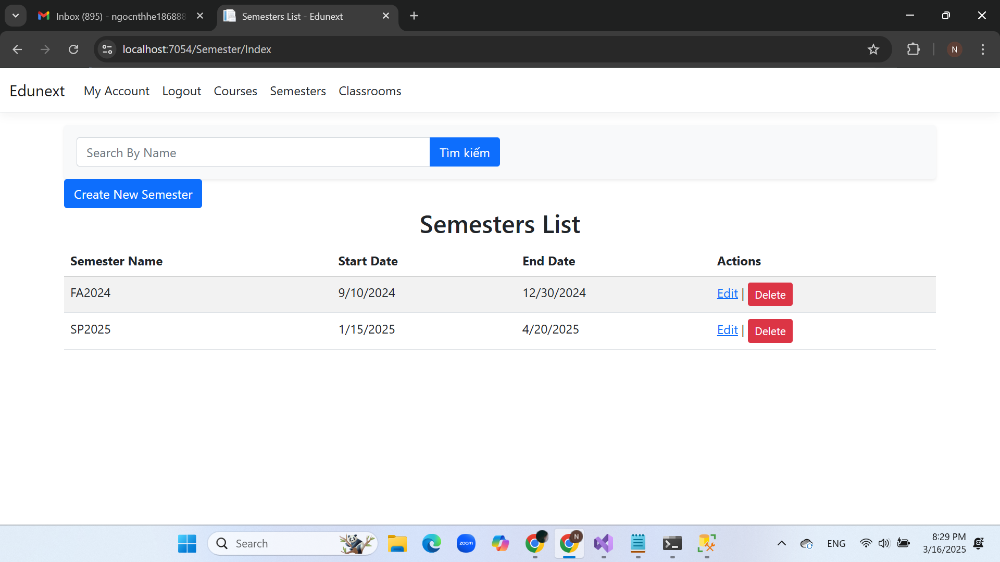 Inbox (895) - ngocnthhe186888
Semesters List - Edunext
localhost:7054/Semester/Index
N
Edunext My Account Logout Courses Semesters Classrooms
Search By Name Tìm kiếm
Create New Semester
Semesters List
Semester Name Start Date End Date Actions
FA2024 9/10/2024 12/30/2024 Edit | Delete
SP2025 1/15/2025 4/20/2025 Edit | Delete
Search
zoom
N
ENG
8:29 PM
3/16/2025